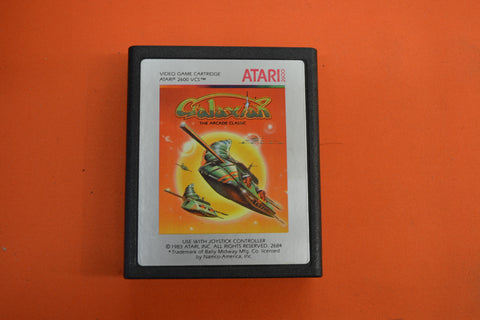 VIDEO GAME CARTRIDGE
ATARI® 2600 VCS™
ATARI 2600
Galaxian
THE ARCADE CLASSIC
USE WITH JOYSTICK CONTROLLER
©1983 ATARI, INC. ALL RIGHTS RESERVED. 2684
*Trademark of Bally Midway Mfg. Co. licensed
by Namco-America, Inc.